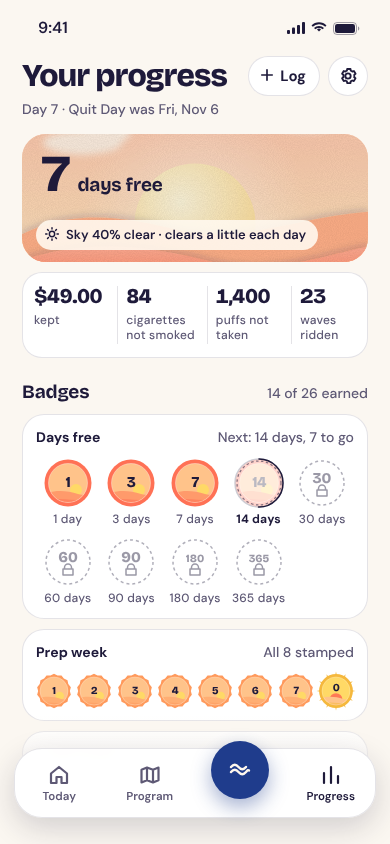 9:41
Your progress
+ Log
Day 7 · Quit Day was Fri, Nov 6
7 days free
Sky 40% clear · clears a little each day
$49.00 84 1,400 23
kept cigarettes puffs not waves
not smoked taken ridden
Badges 14 of 26 earned
Days free Next: 14 days, 7 to go
1 3 7 14 30
1 day 3 days 7 days 14 days 30 days
60 90 180 365
60 days 90 days 180 days 365 days
Prep week All 8 stamped
1 2 3 4 5 6 7 0
Today Program Progress